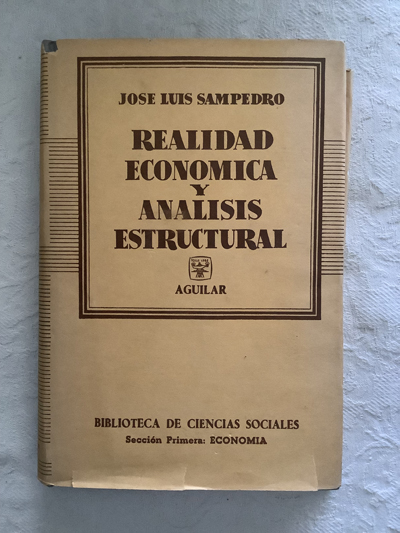 JOSE LUIS SAMPEDRO
REALIDAD
ECONOMICA
Y
ANALISIS
ESTRUCTURAL
AGUILAR
BIBLIOTECA DE CIENCIAS SOCIALES
Sección Primera: ECONOMIA